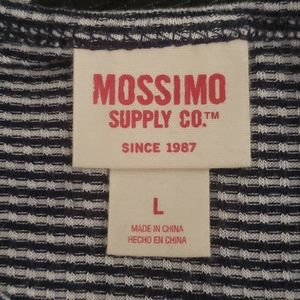 MOSSIMO
SUPPLY CO.™
SINCE 1987
L
MADE IN CHINA
HECHO EN CHINA